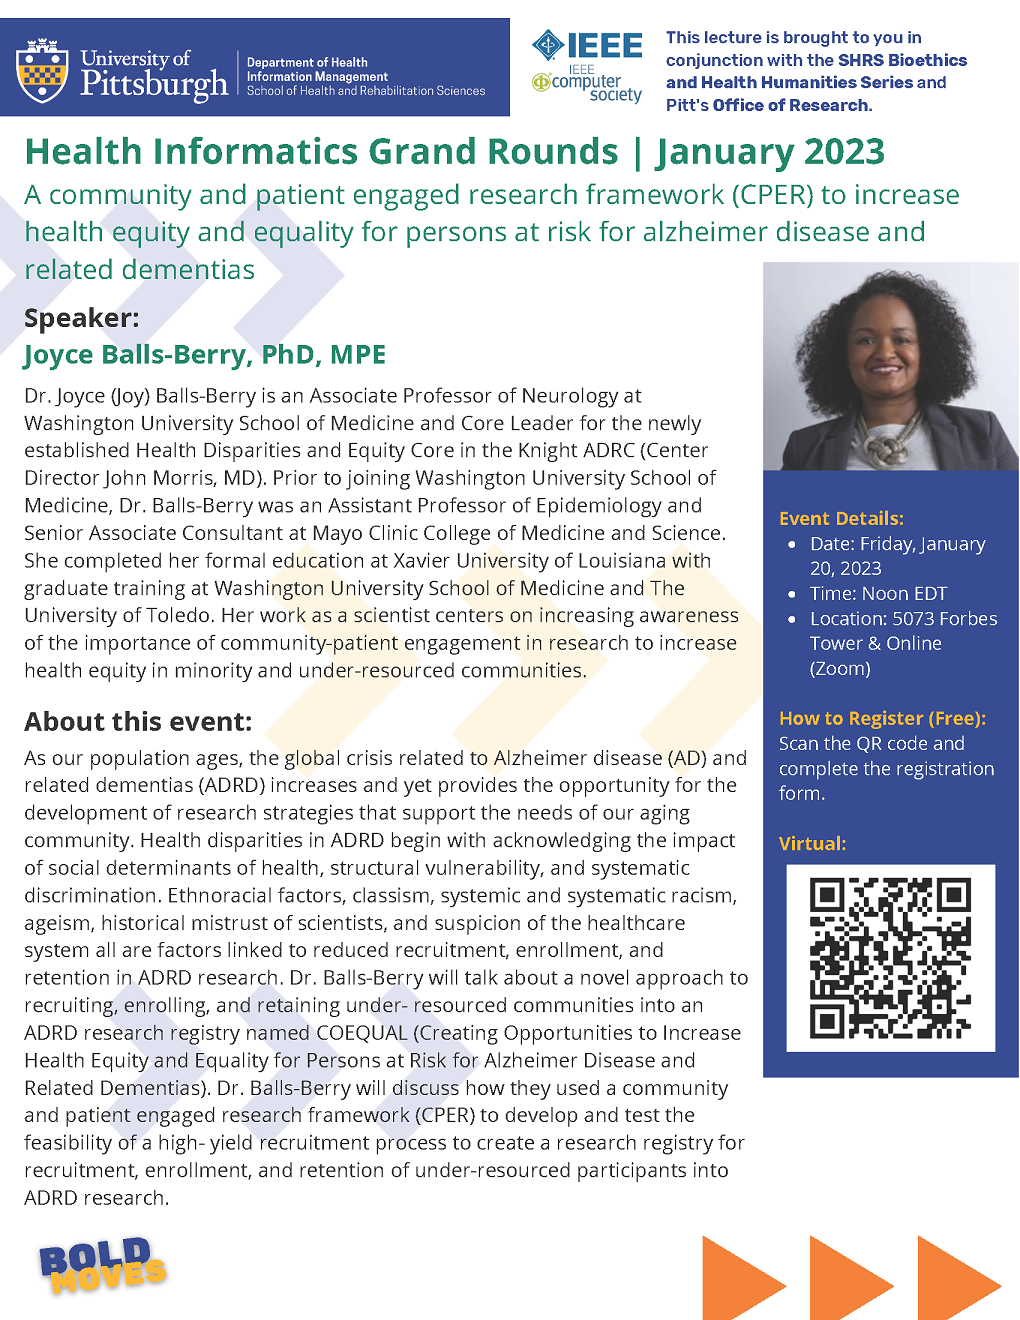 University of
Pittsburgh
Department of Health
Information Management
School of Health and Rehabilitation Sciences
IEEE
IEEE
computer
society
This lecture is brought to you in
conjunction with the SHRS Bioethics
and Health Humanities Series and
Pitt's Office of Research.
Health Informatics Grand Rounds | January 2023
A community and patient engaged research framework (CPER) to increase
health equity and equality for persons at risk for alzheimer disease and
related dementias
Speaker:
Joyce Balls-Berry, PhD, MPE
Dr. Joyce (Joy) Balls-Berry is an Associate Professor of Neurology at
Washington University School of Medicine and Core Leader for the newly
established Health Disparities and Equity Core in the Knight ADRC (Center
Director John Morris, MD). Prior to joining Washington University School of
Medicine, Dr. Balls-Berry was an Assistant Professor of Epidemiology and
Senior Associate Consultant at Mayo Clinic College of Medicine and Science.
She completed her formal education at Xavier University of Louisiana with
graduate training at Washington University School of Medicine and The
University of Toledo. Her work as a scientist centers on increasing awareness
of the importance of community-patient engagement in research to increase
health equity in minority and under-resourced communities.
About this event:
As our population ages, the global crisis related to Alzheimer disease (AD) and
related dementias (ADRD) increases and yet provides the opportunity for the
development of research strategies that support the needs of our aging
community. Health disparities in ADRD begin with acknowledging the impact
of social determinants of health, structural vulnerability, and systematic
discrimination. Ethnoracial factors, classism, systemic and systematic racism,
ageism, historical mistrust of scientists, and suspicion of the healthcare
system all are factors linked to reduced recruitment, enrollment, and
retention in ADRD research. Dr. Balls-Berry will talk about a novel approach to
recruiting, enrolling, and retaining under- resourced communities into an
ADRD research registry named COEQUAL (Creating Opportunities to Increase
Health Equity and Equality for Persons at Risk for Alzheimer Disease and
Related Dementias). Dr. Balls-Berry will discuss how they used a community
and patient engaged research framework (CPER) to develop and test the
feasibility of a high- yield recruitment process to create a research registry for
recruitment, enrollment, and retention of under-resourced participants into
ADRD research.
Event Details:
• Date: Friday, January
20, 2023
• Time: Noon EDT
• Location: 5073 Forbes
Tower & Online
(Zoom)
How to Register (Free):
Scan the QR code and
complete the registration
form.
Virtual:
BOLD
MOVES